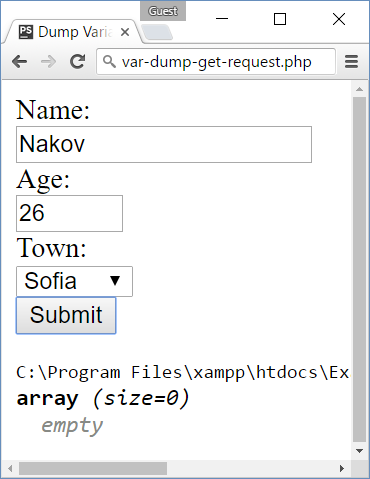 Guest
PS
Dump Varia
var-dump-get-request.php
Name:
Nakov
Age:
26
Town:
Sofia
Submit
C:\Program Files\xampp\htdocs\Ex
array (size=0)
empty